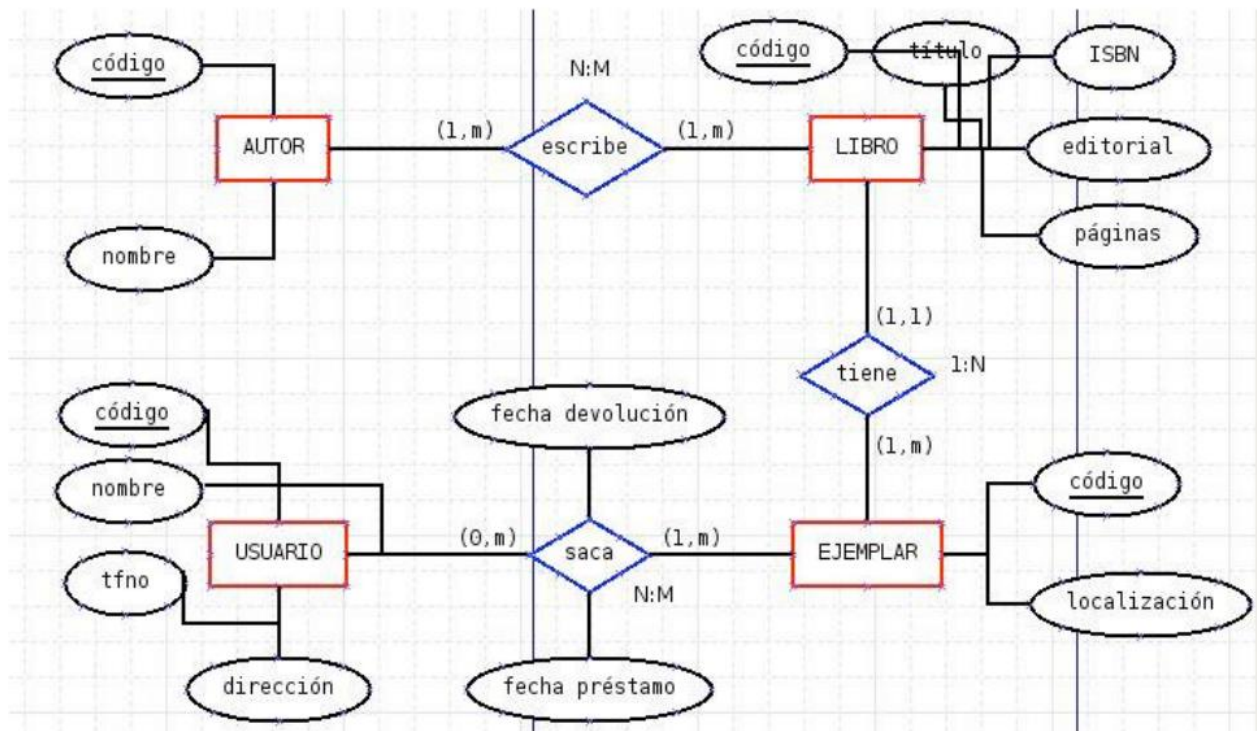 código
código
título
ISBN
N:M
AUTOR
(1,m)
escribe
(1,m)
LIBRO
editorial
nombre
páginas
(1,1)
tiene
1:N
código
fecha devolución
(1,m)
nombre
código
USUARIO
(0,m)
saca
(1,m)
EJEMPLAR
tfno
N:M
localización
dirección
fecha préstamo